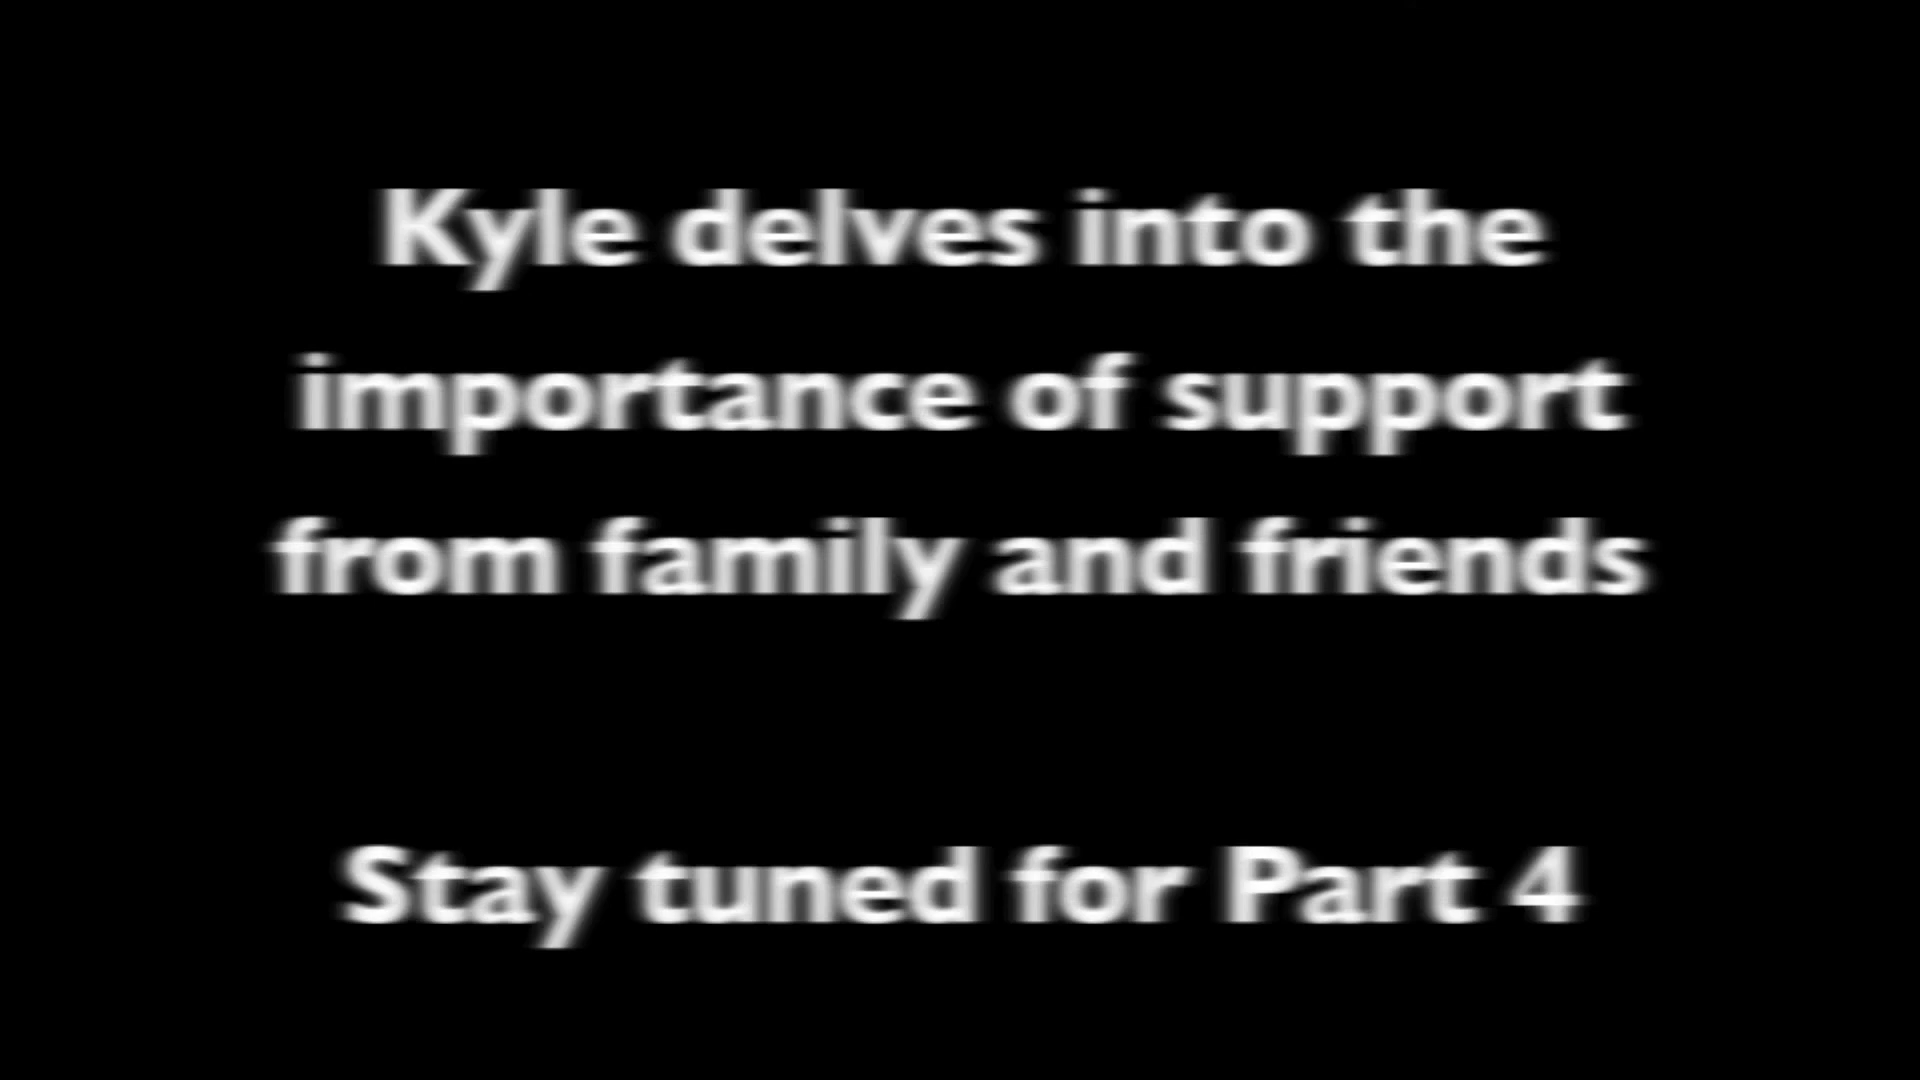 Kyle delves into the
importance of support
from family and friends
Stay tuned for Part 4